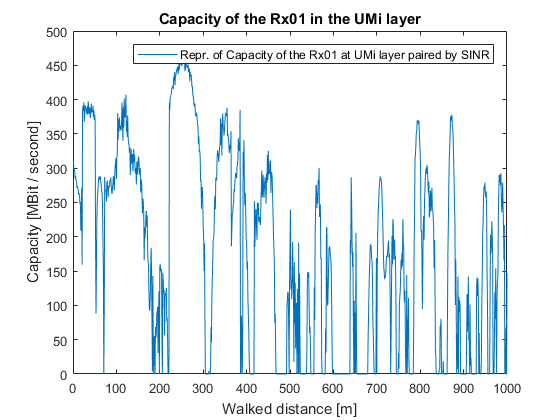 Capacity of the Rx01 in the UMi layer
Repr. of Capacity of the Rx01 at UMi layer paired by SINR
Capacity [MBit / second]
500
450
400
350
300
250
200
150
100
50
0
0 100 200 300 400 500 600 700 800 900 1000
Walked distance [m]